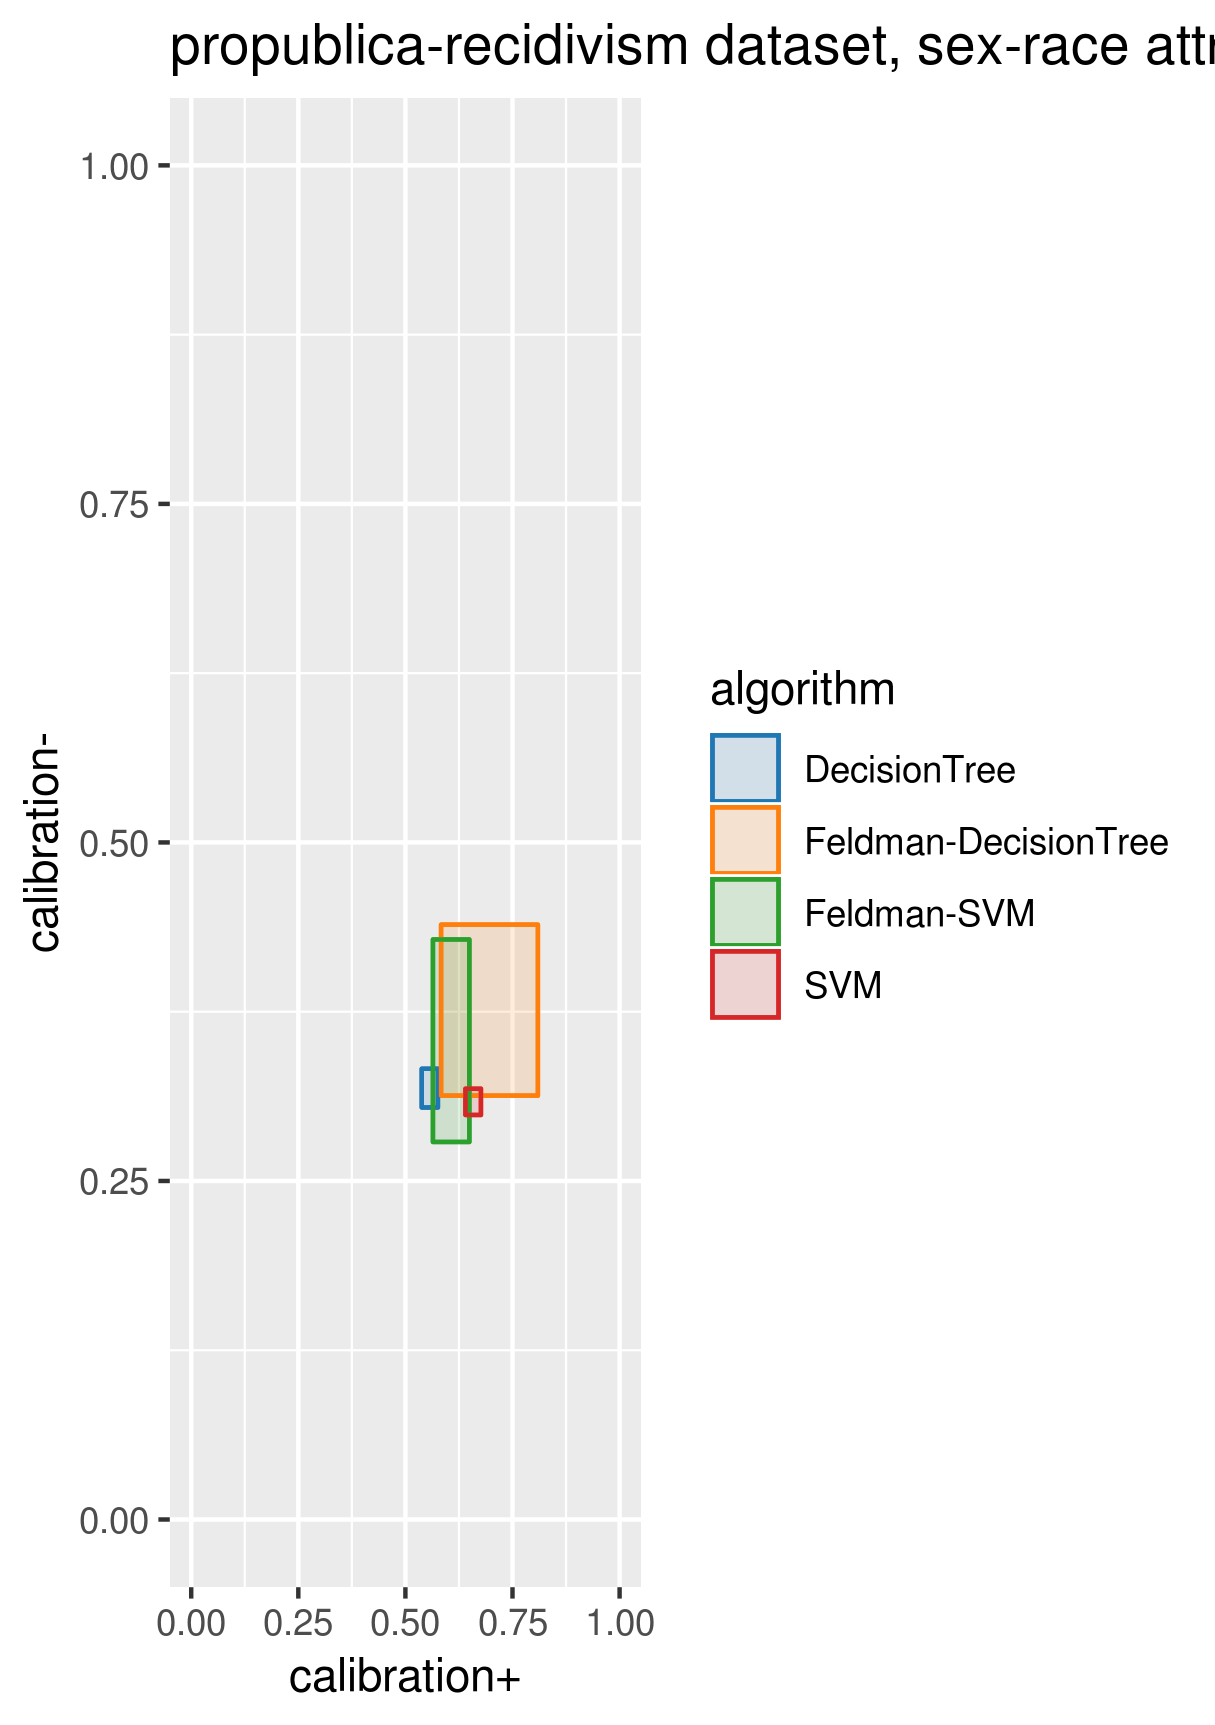 propublica-recidivism dataset, sex-race attr
1.00
0.75
0.50
0.25
0.00
calibration-
0.00 0.25 0.50 0.75 1.00
calibration+
algorithm
DecisionTree
Feldman-DecisionTree
Feldman-SVM
SVM